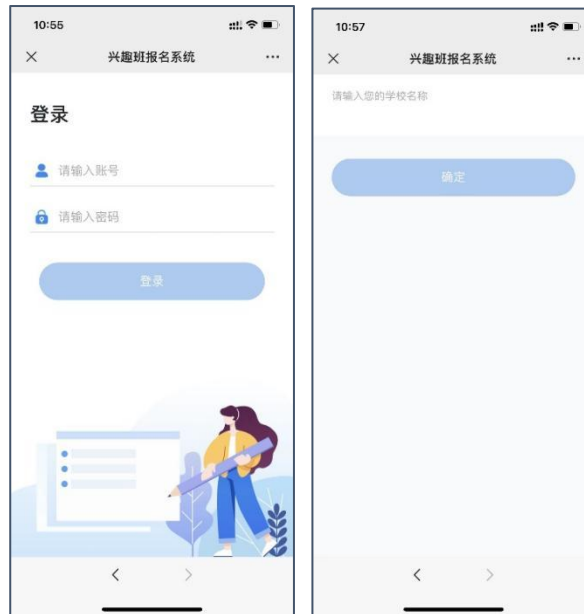 10:55
兴趣班报名系统
登录
请输入账号
请输入密码
登录
10:57
兴趣班报名系统
请输入您的学校名称
确定